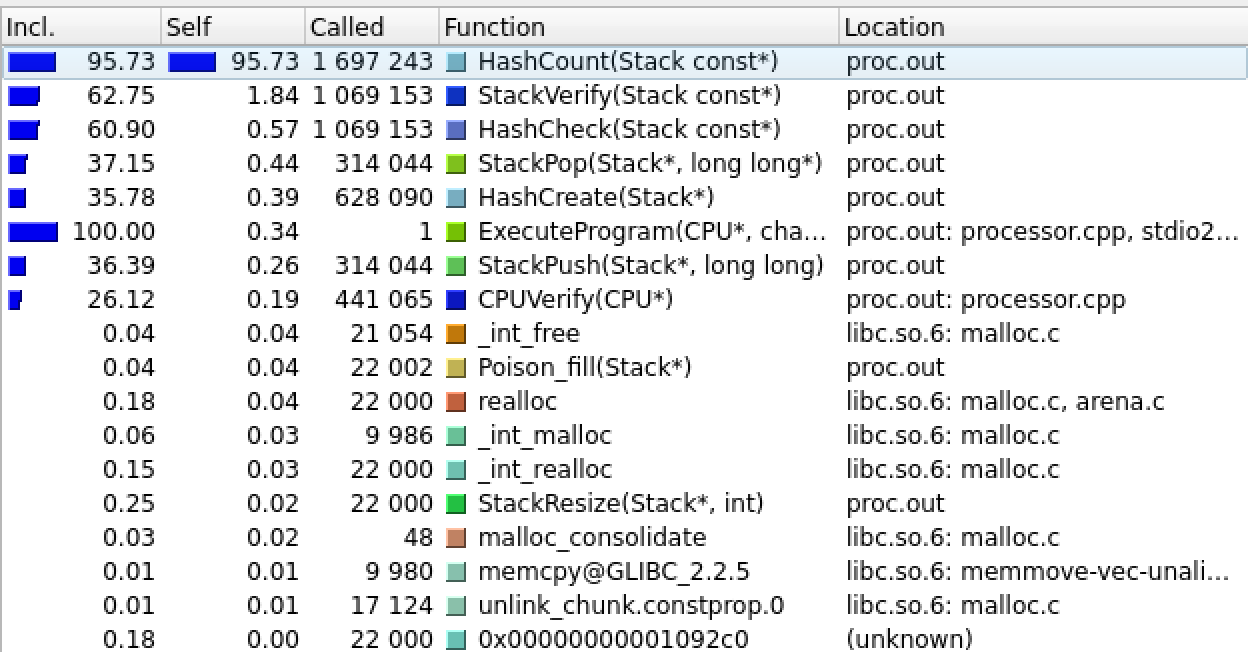 Incl. Self Called Function Location
95.73 95.73 1 697 243 HashCount(Stack const*) proc.out
62.75 1.84 1 069 153 StackVerify(Stack const*) proc.out
60.90 0.57 1 069 153 HashCheck(Stack const*) proc.out
37.15 0.44 314 044 StackPop(Stack*, long long*) proc.out
35.78 0.39 628 090 HashCreate(Stack*) proc.out
100.00 0.34 1 ExecuteProgram(CPU*, cha... proc.out: processor.cpp, stdio2...
36.39 0.26 314 044 StackPush(Stack*, long long) proc.out
26.12 0.19 441 065 CPUVerify(CPU*) proc.out: processor.cpp
0.04 0.04 21 054 _int_free libc.so.6: malloc.c
0.04 0.04 22 002 Poison_fill(Stack*) proc.out
0.18 0.04 22 000 realloc libc.so.6: malloc.c, arena.c
0.06 0.03 9 986 _int_malloc libc.so.6: malloc.c
0.15 0.03 22 000 _int_realloc libc.so.6: malloc.c
0.25 0.02 22 000 StackResize(Stack*, int) proc.out
0.03 0.02 48 malloc_consolidate libc.so.6: malloc.c
0.01 0.01 9 980 memcpy@GLIBC_2.2.5 libc.so.6: memmove-vec-unali...
0.01 0.01 17 124 unlink_chunk.constprop.0 libc.so.6: malloc.c
0.18 0.00 22 000 0x00000000001092c0 (unknown)